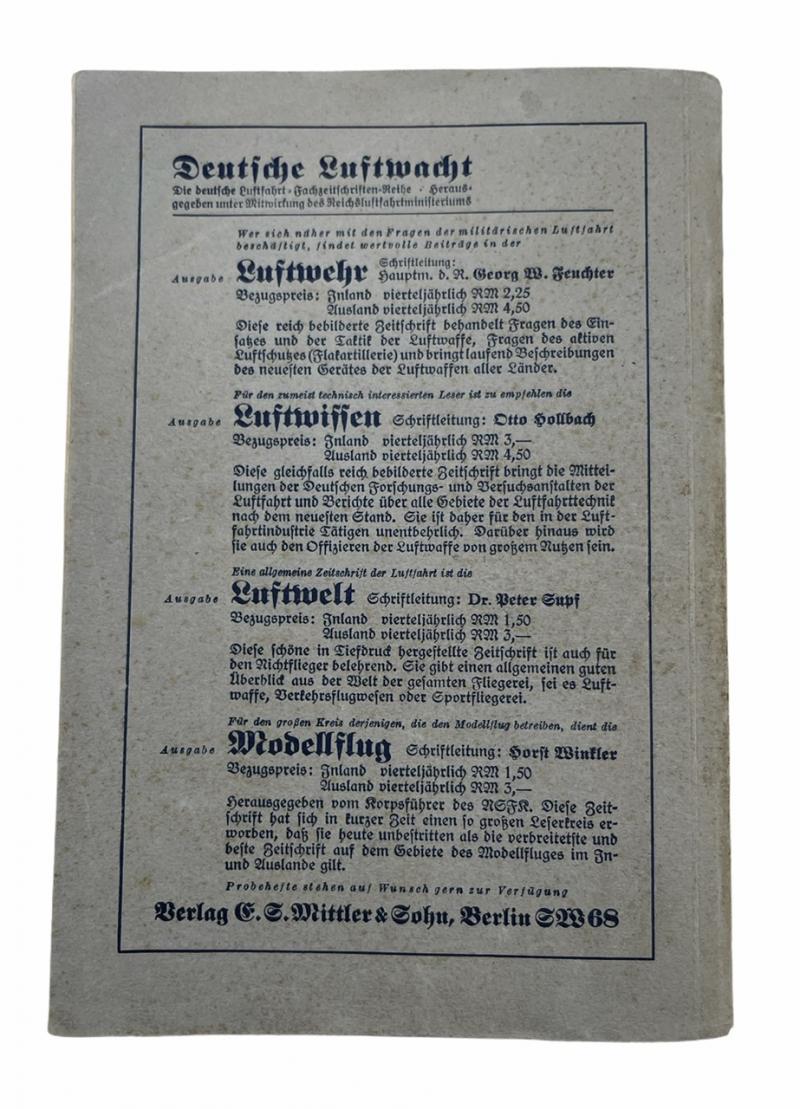 Deutsche Luftwacht
Die deutsche Luftfahrt-Fachzeitschriften-Reihe · Heraus-
gegeben unter Mitwirkung des Reichsluftfahrtministeriums
Wer sich näher mit den Fragen der militärischen Luftfahrt
beschäftigt, findet wertvolle Beiträge in der
Ausgabe Luftwehr Schriftleitung: Hauptm. d. R. Georg W. Feuchter
Bezugspreis: Inland vierteljährlich RM 2,25
Ausland vierteljährlich RM 4,50
Diese reich bebilderte Zeitschrift behandelt Fragen des Ein-
satzes und der Taktik der Luftwaffe, Fragen des aktiven
Luftschutzes (Flakartillerie) und bringt laufend Beschreibungen
des neuesten Gerätes der Luftwaffen aller Länder.
Für den zumeist technisch interessierten Leser ist zu empfehlen die
Ausgabe Luftwissen Schriftleitung: Otto Hollbach
Bezugspreis: Inland vierteljährlich RM 3,—
Ausland vierteljährlich RM 4,50
Diese gleichfalls reich bebilderte Zeitschrift bringt die Mittei-
lungen der Deutschen Forschungs- und Versuchsanstalten der
Luftfahrt und Berichte über alle Gebiete der Luftfahrttechnik
nach dem neuesten Stand. Sie ist daher für den in der Luft-
fahrtindustrie Tätigen unentbehrlich. Darüber hinaus wird
sie auch den Offizieren der Luftwaffe von großem Nutzen sein.
Eine allgemeine Zeitschrift der Luftfahrt ist die
Ausgabe Luftwelt Schriftleitung: Dr. Peter Supf
Bezugspreis: Inland vierteljährlich RM 1,50
Ausland vierteljährlich RM 3,—
Diese schöne in Tiefdruck hergestellte Zeitschrift ist auch für
den Nichtflieger belehrend. Sie gibt einen allgemeinen guten
Überblick aus der Welt der gesamten Fliegerei, sei es Luft-
waffe, Verkehrsflugwesen oder Sportfliegerei.
Für den großen Kreis derjenigen, die den Modellflug betreiben, dient die
Ausgabe Modellflug Schriftleitung: Horst Winkler
Bezugspreis: Inland vierteljährlich RM 1,50
Ausland vierteljährlich RM 3,—
Herausgegeben vom Korpsführer des NSFK. Diese Zeit-
schrift hat sich in kurzer Zeit einen so großen Leserkreis er-
worben, daß sie heute unbestritten als die verbreitetste und
beste Zeitschrift auf dem Gebiete des Modellfluges im In-
und Auslande gilt.
Probehefte stehen auf Wunsch gern zur Verfügung
Verlag E. S. Mittler & Sohn, Berlin SW 68